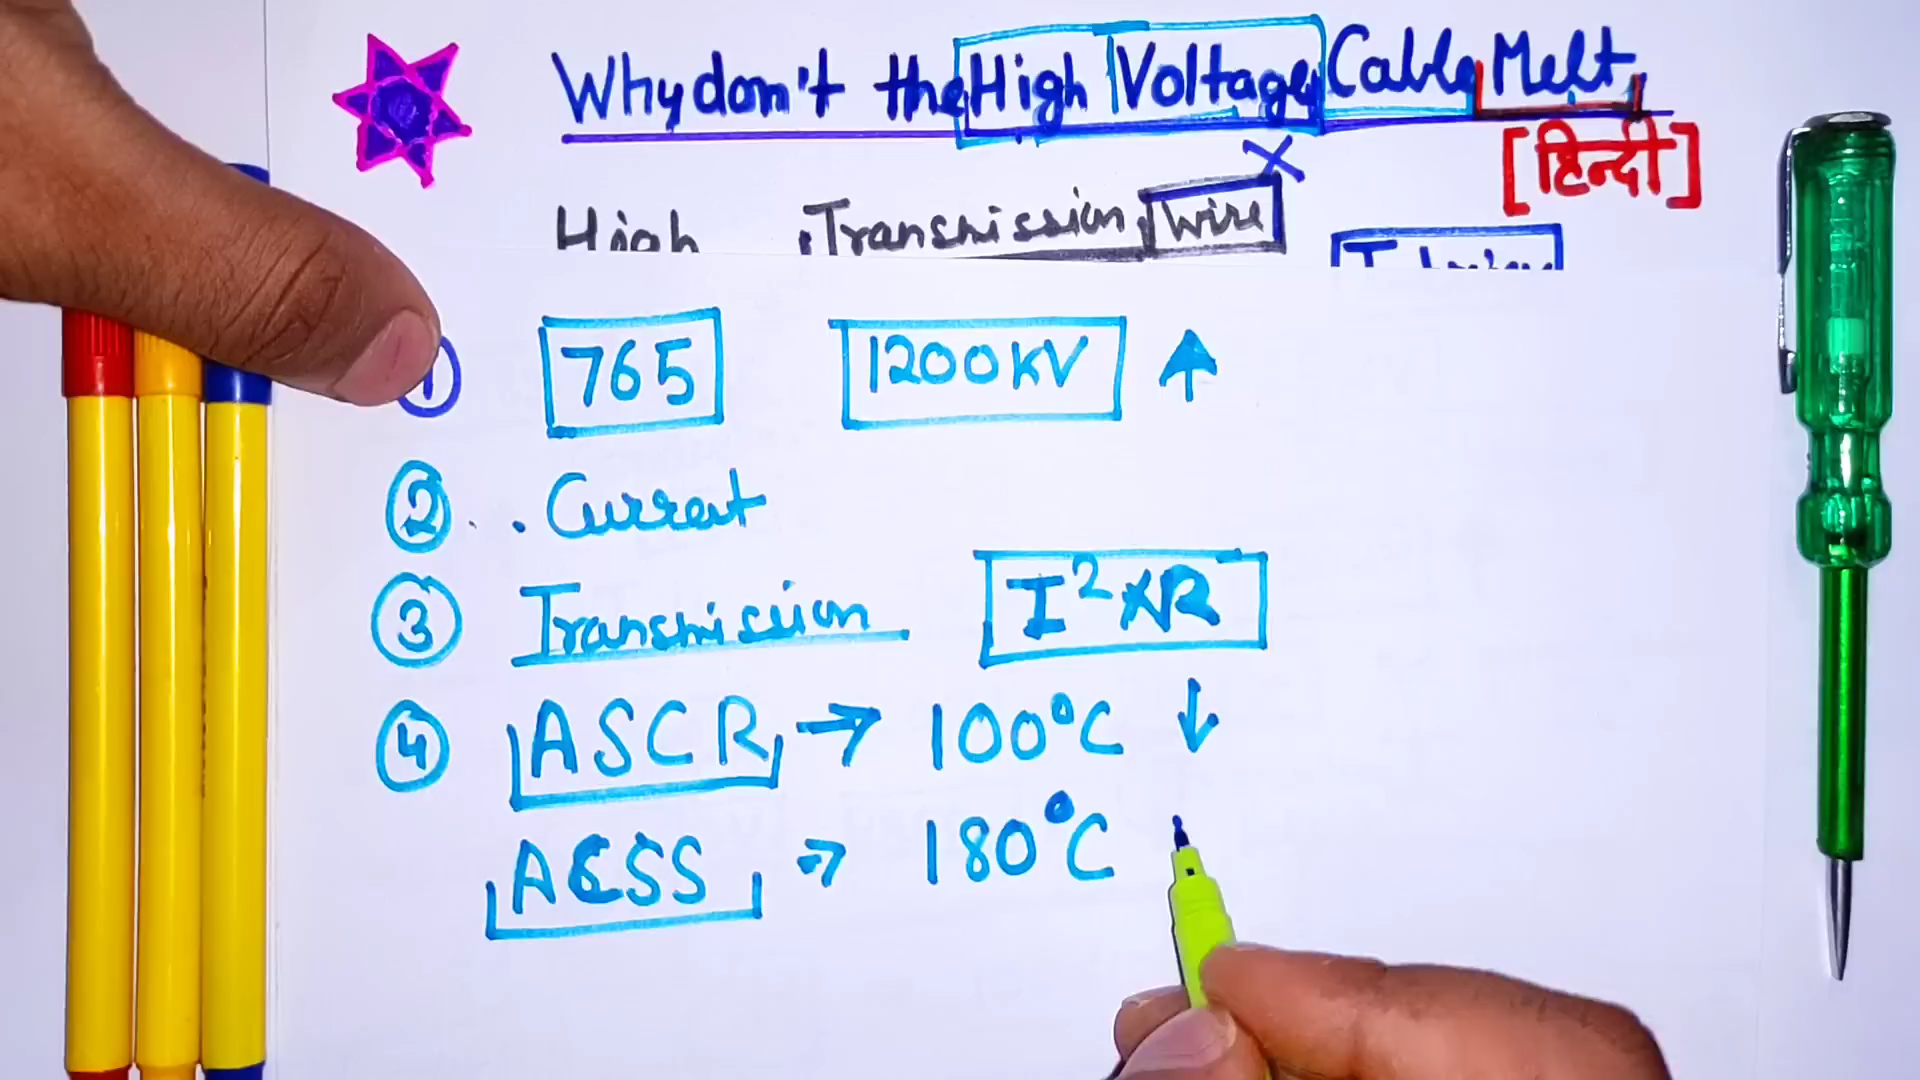 Why don't the High Voltage Cable Melt,
[हिन्दी]
High Transmission Wire
① 765 1200KV ↑
② .. Current
③ Transmission I²XR
④ ASCR → 100°C ↓
ACSS → 180°C